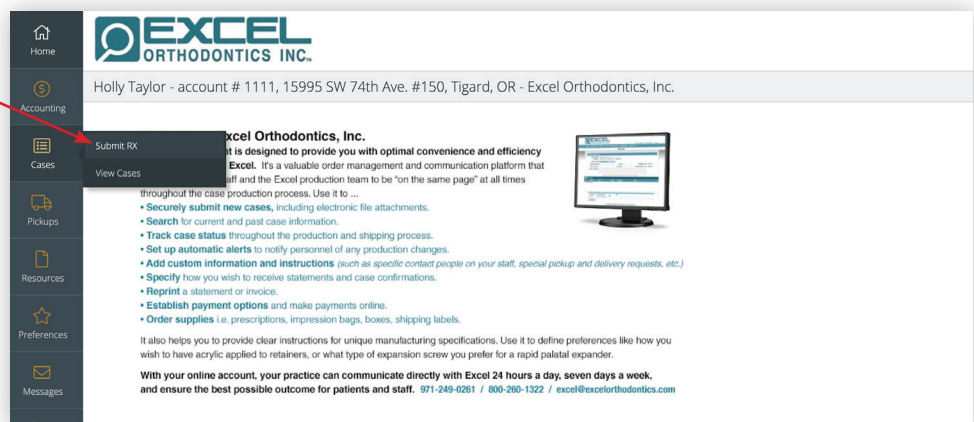 Home
Accounting
Cases
Pickups
Resources
Preferences
Messages
Submit RX
View Cases
EXCEL
ORTHODONTICS INC.
Holly Taylor - account # 1111, 15995 SW 74th Ave. #150, Tigard, OR - Excel Orthodontics, Inc.
xcel Orthodontics, Inc.
nt is designed to provide you with optimal convenience and efficiency
Excel. It's a valuable order management and communication platform that
aff and the Excel production team to be "on the same page" at all times
throughout the case production process. Use it to ...
• Securely submit new cases, including electronic file attachments.
• Search for current and past case information.
• Track case status throughout the production and shipping process.
• Set up automatic alerts to notify personnel of any production changes.
• Add custom information and instructions (such as specific contact people on your staff, special pickup and delivery requests, etc.)
• Specify how you wish to receive statements and case confirmations.
• Reprint a statement or invoice.
• Establish payment options and make payments online.
• Order supplies i.e. prescriptions, impression bags, boxes, shipping labels.
It also helps you to provide clear instructions for unique manufacturing specifications. Use it to define preferences like how you
wish to have acrylic applied to retainers, or what type of expansion screw you prefer for a rapid palatal expander.
With your online account, your practice can communicate directly with Excel 24 hours a day, seven days a week,
and ensure the best possible outcome for patients and staff. 971-249-0261 / 800-260-1322 / excel@excelorthodontics.com